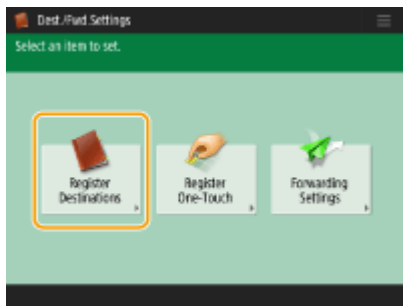 Dest./Fwd Settings
Select an item to set.
Register
Destinations
Register
One-Touch
Forwarding
Settings